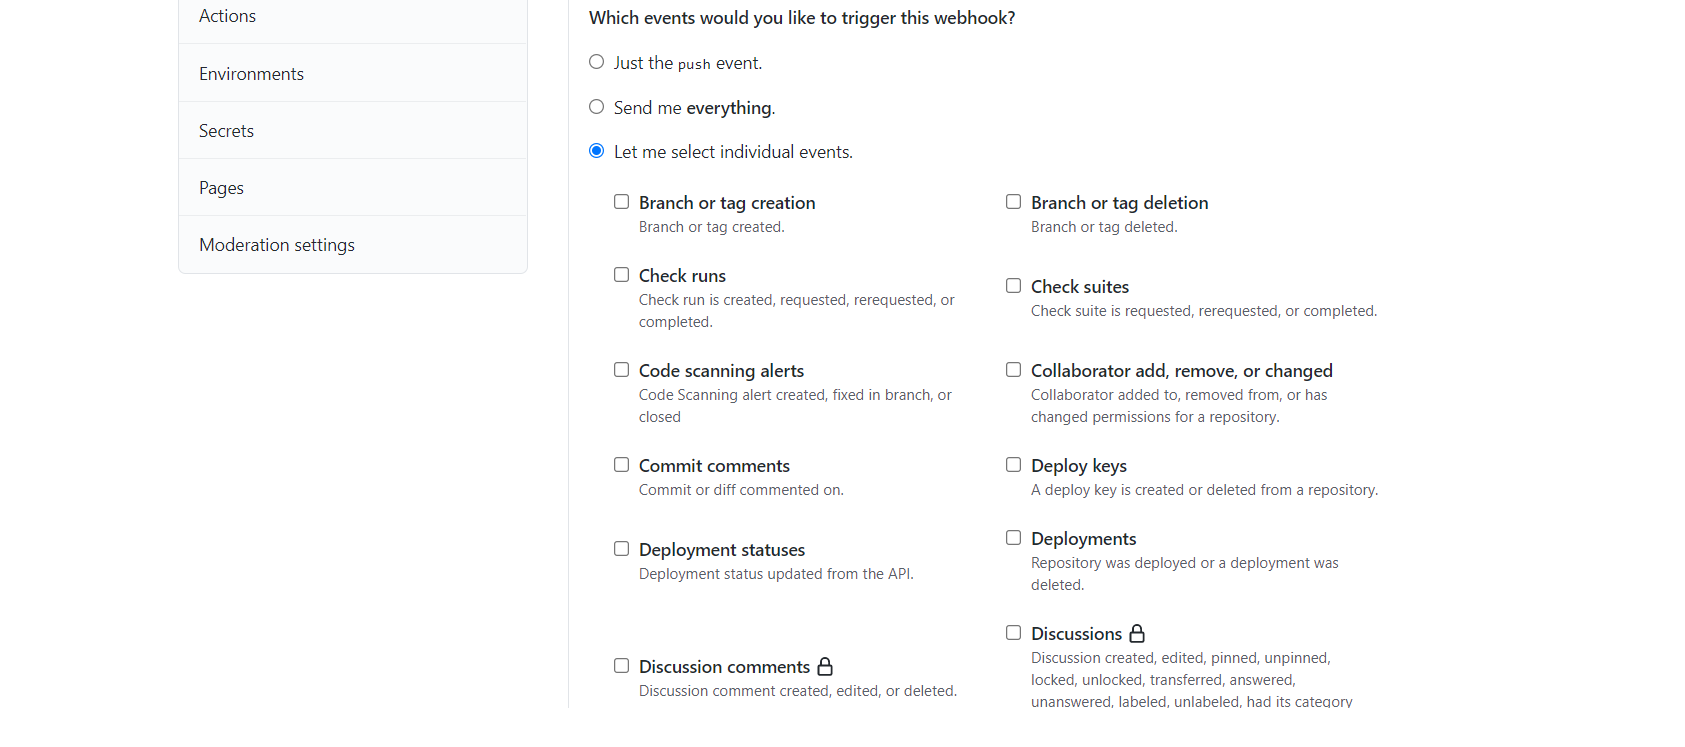 Actions
Environments
Secrets
Pages
Moderation settings
Which events would you like to trigger this webhook?
Just the push event.
Send me everything.
Let me select individual events.
Branch or tag creation
Branch or tag created.
Branch or tag deletion
Branch or tag deleted.
Check runs
Check run is created, requested, rerequested, or
completed.
Check suites
Check suite is requested, rerequested, or completed.
Code scanning alerts
Code Scanning alert created, fixed in branch, or
closed
Collaborator add, remove, or changed
Collaborator added to, removed from, or has
changed permissions for a repository.
Commit comments
Commit or diff commented on.
Deploy keys
A deploy key is created or deleted from a repository.
Deployment statuses
Deployment status updated from the API.
Deployments
Repository was deployed or a deployment was
deleted.
Discussion comments
Discussion comment created, edited, or deleted.
Discussions
Discussion created, edited, pinned, unpinned,
locked, unlocked, transferred, answered,
unanswered, labeled, unlabeled, had its category